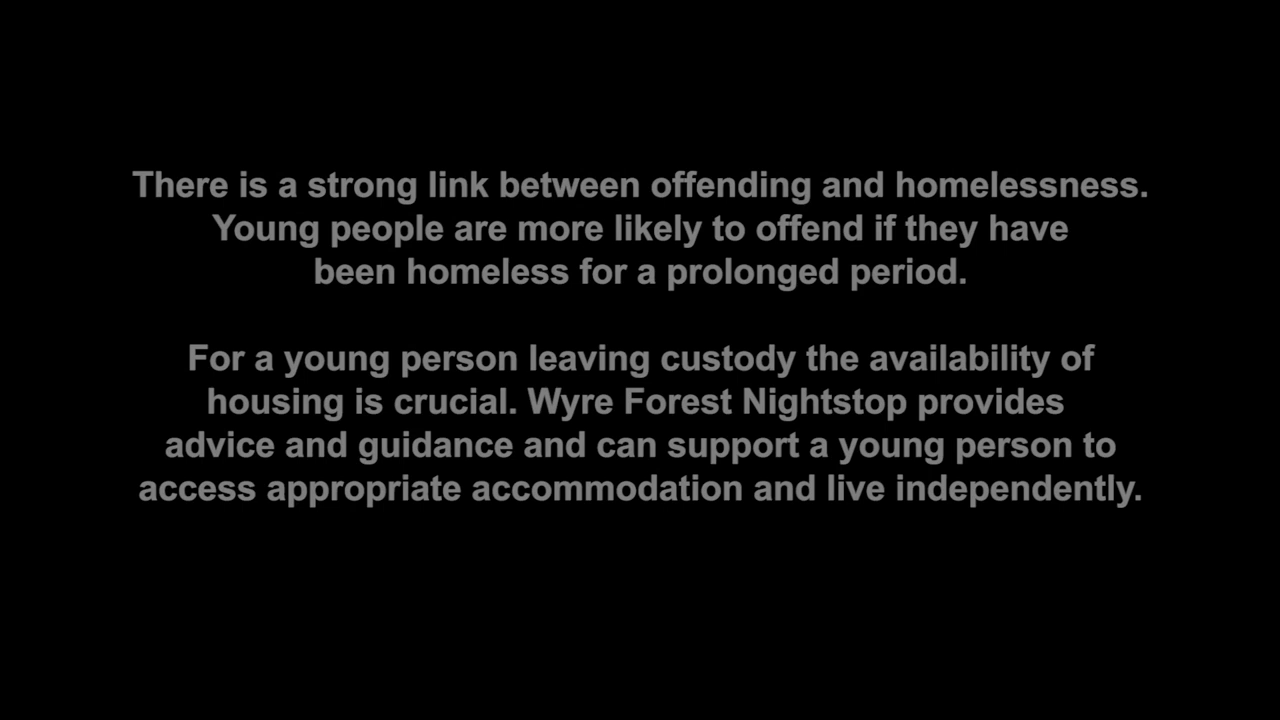 There is a strong link between offending and homelessness.
Young people are more likely to offend if they have
been homeless for a prolonged period.
For a young person leaving custody the availability of
housing is crucial. Wyre Forest Nightstop provides
advice and guidance and can support a young person to
access appropriate accommodation and live independently.